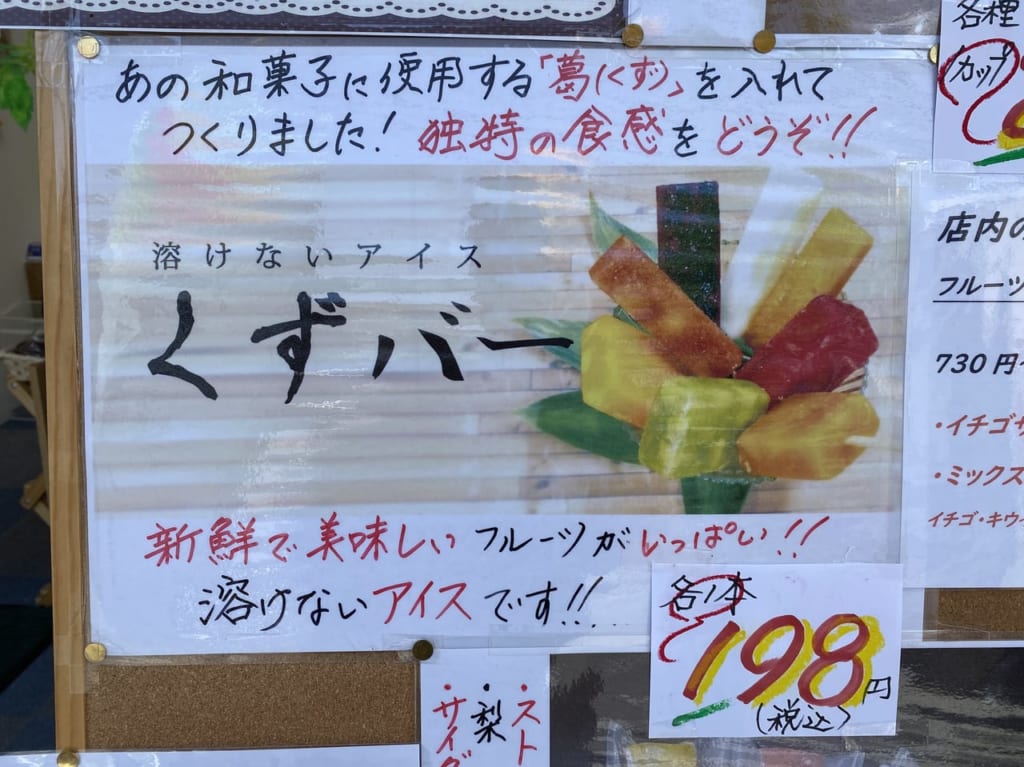 あの和菓子に使用する「葛(くず)」を入れて
つくりました！独特の食感をどうぞ!!
溶けないアイス
くずバー
新鮮で美味しいフルーツがいっぱい!!
溶けないアイスです!!
各1本
198円
(税込)
各種
カップ
店内の
フルーツ
730円
・イチゴサ
・ミックス
イチゴ・キウイ
・スト
・梨
・サイダ